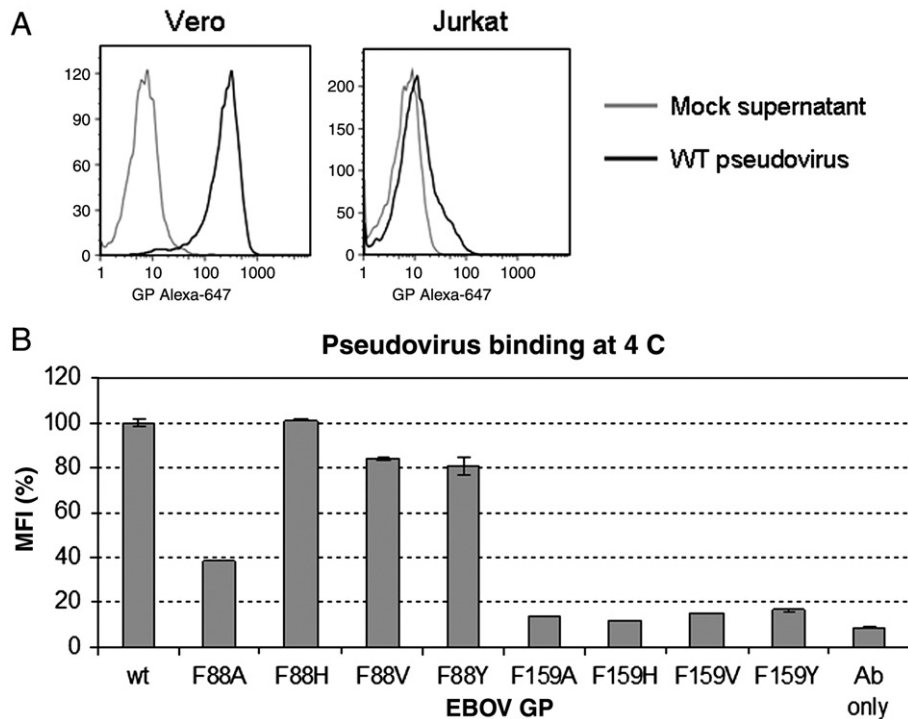 A
Vero
Jurkat
120
90
60
30
0
1 10 100 1000
GP Alexa-647
200
150
100
50
0
1 10 100 1000
GP Alexa-647
Mock supernatant
WT pseudovirus
B
Pseudovirus binding at 4 C
120
100
80
60
40
20
0
MFI (%)
wt F88A F88H F88V F88Y F159A F159H F159V F159Y Ab
only
EBOV GP